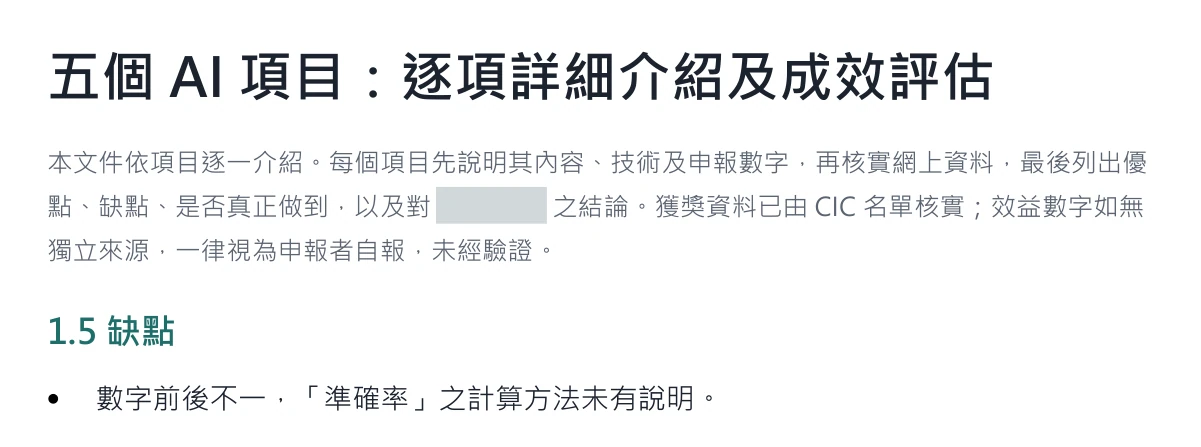 五個 AI 項目：逐項詳細介紹及成效評估
本文件依項目逐一介紹。每個項目先說明其內容、技術及申報數字，再核實網上資料，最後列出優
點、缺點、是否真正做到，以及對 之結論。獲獎資料已由 CIC 名單核實；效益數字如無
獨立來源，一律視為申報者自報，未經驗證。
1.5 缺點
• 數字前後不一，「準確率」之計算方法未有說明。